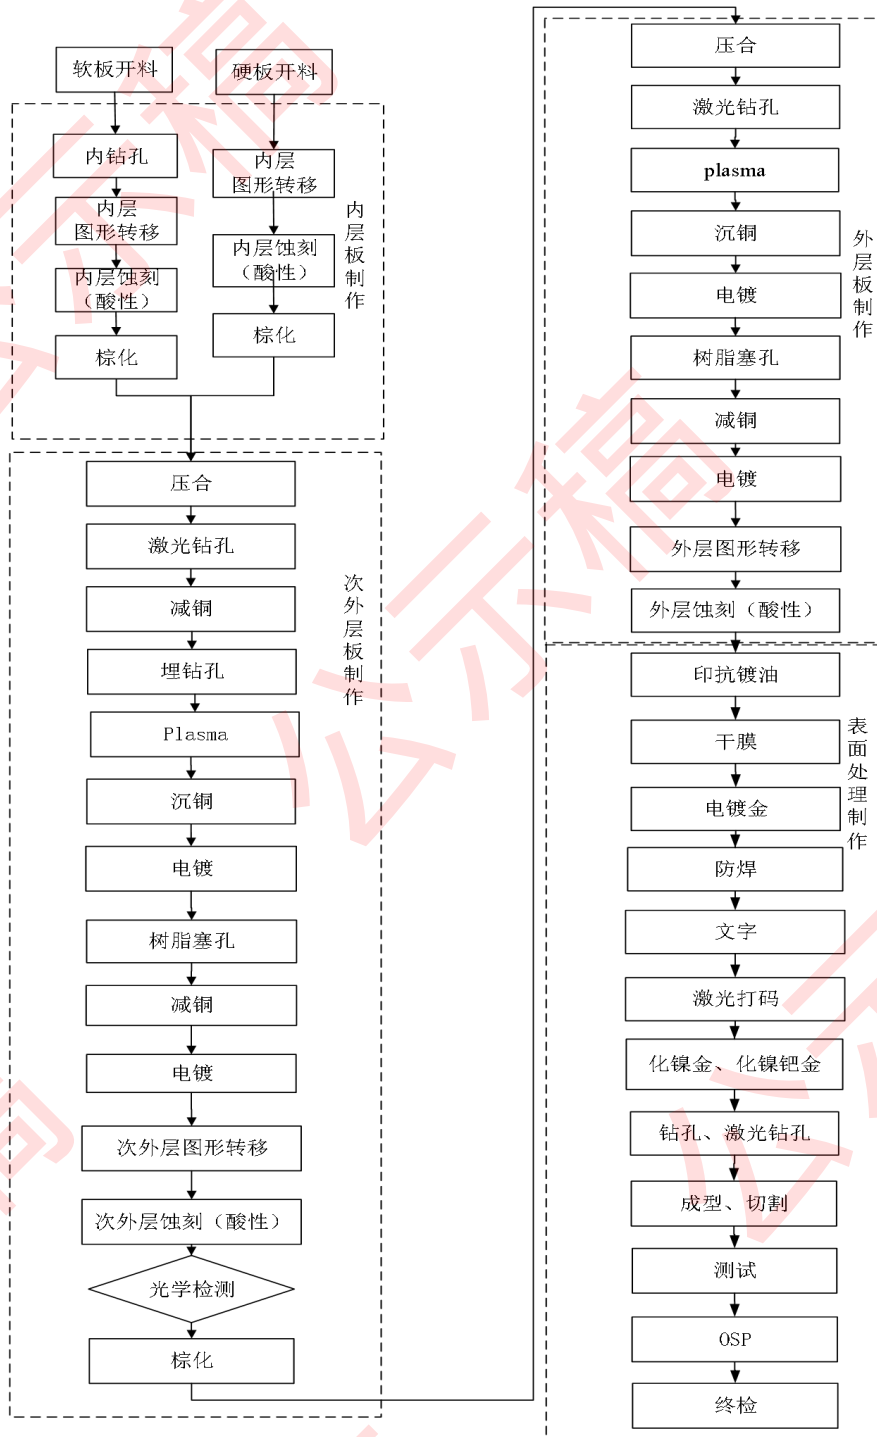 软板开料
硬板开料
内钻孔
内层
图形转移
内层蚀刻
（酸性）
棕化
内层
图形转移
内层蚀刻
（酸性）
棕化
内层板制作
压合
激光钻孔
减铜
埋钻孔
Plasma
沉铜
电镀
树脂塞孔
减铜
电镀
次外层图形转移
次外层蚀刻（酸性）
光学检测
棕化
次外层板制作
压合
激光钻孔
plasma
沉铜
电镀
树脂塞孔
减铜
电镀
外层图形转移
外层蚀刻（酸性）
外层板制作
印抗镀油
干膜
电镀金
防焊
文字
激光打码
化镍金、化镍钯金
钻孔、激光钻孔
成型、切割
测试
OSP
终检
表面处理制作
公示稿
公示稿
公示
稿